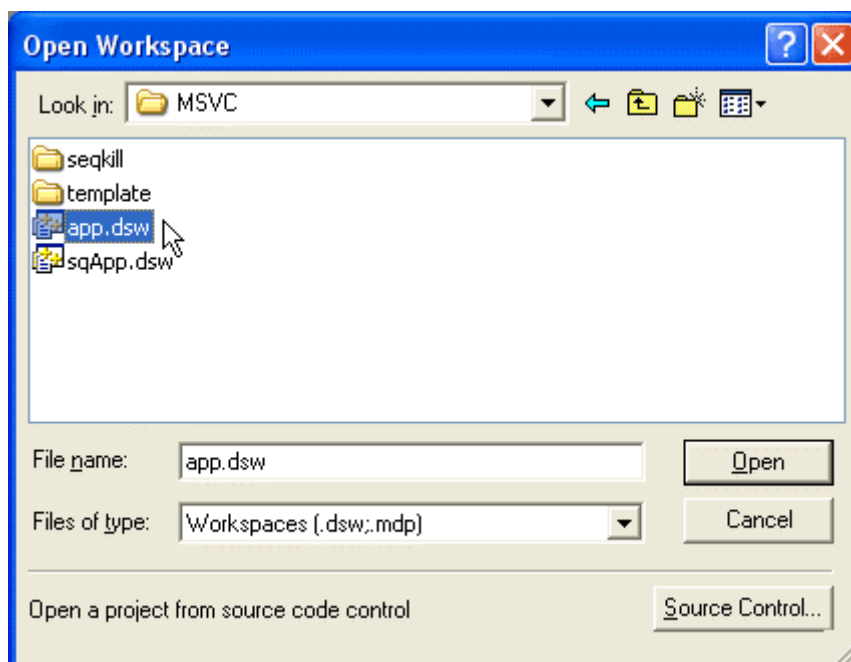 Open Workspace
Look in: MSVC
seqkill
template
app.dsw
sqApp.dsw
File name: app.dsw Open
Files of type: Workspaces (.dsw;.mdp) Cancel
Open a project from source code control Source Control...